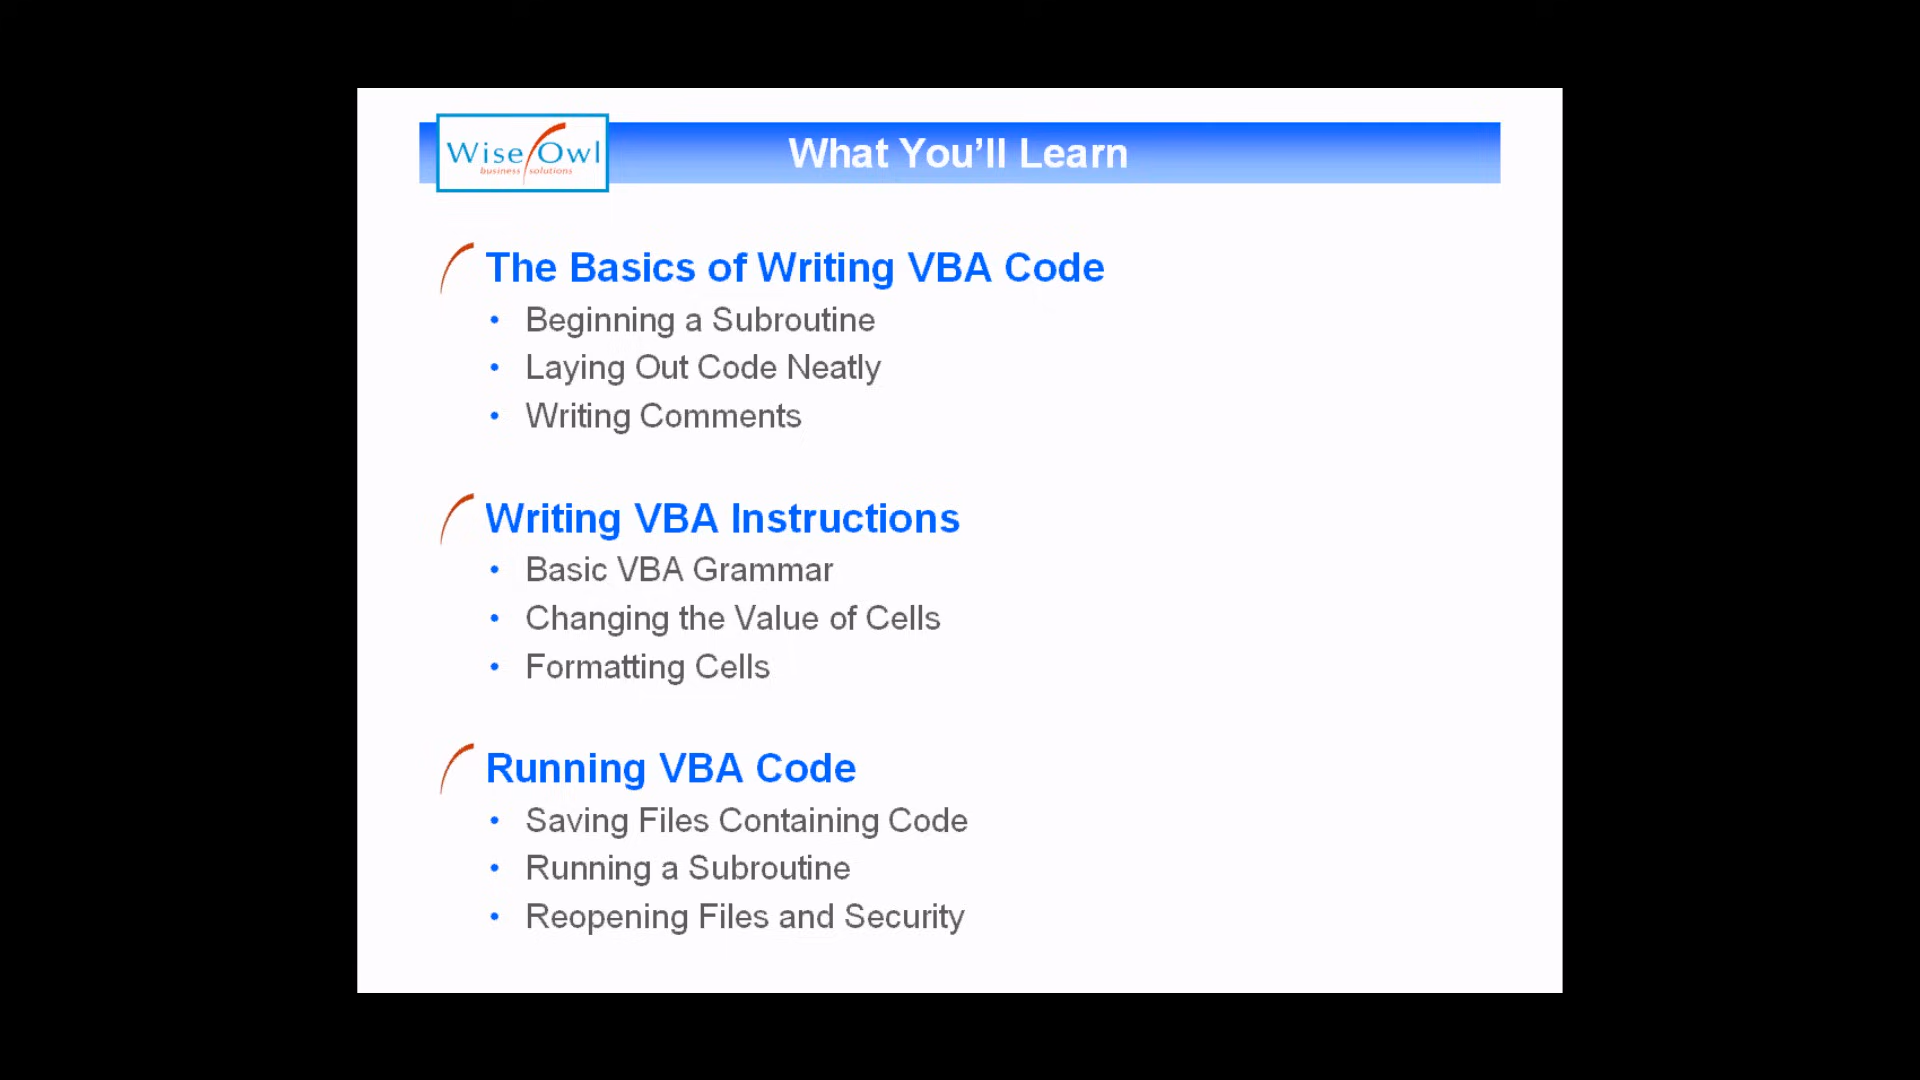 Wise Owl
business solutions
What You'll Learn
The Basics of Writing VBA Code
• Beginning a Subroutine
• Laying Out Code Neatly
• Writing Comments
Writing VBA Instructions
• Basic VBA Grammar
• Changing the Value of Cells
• Formatting Cells
Running VBA Code
• Saving Files Containing Code
• Running a Subroutine
• Reopening Files and Security